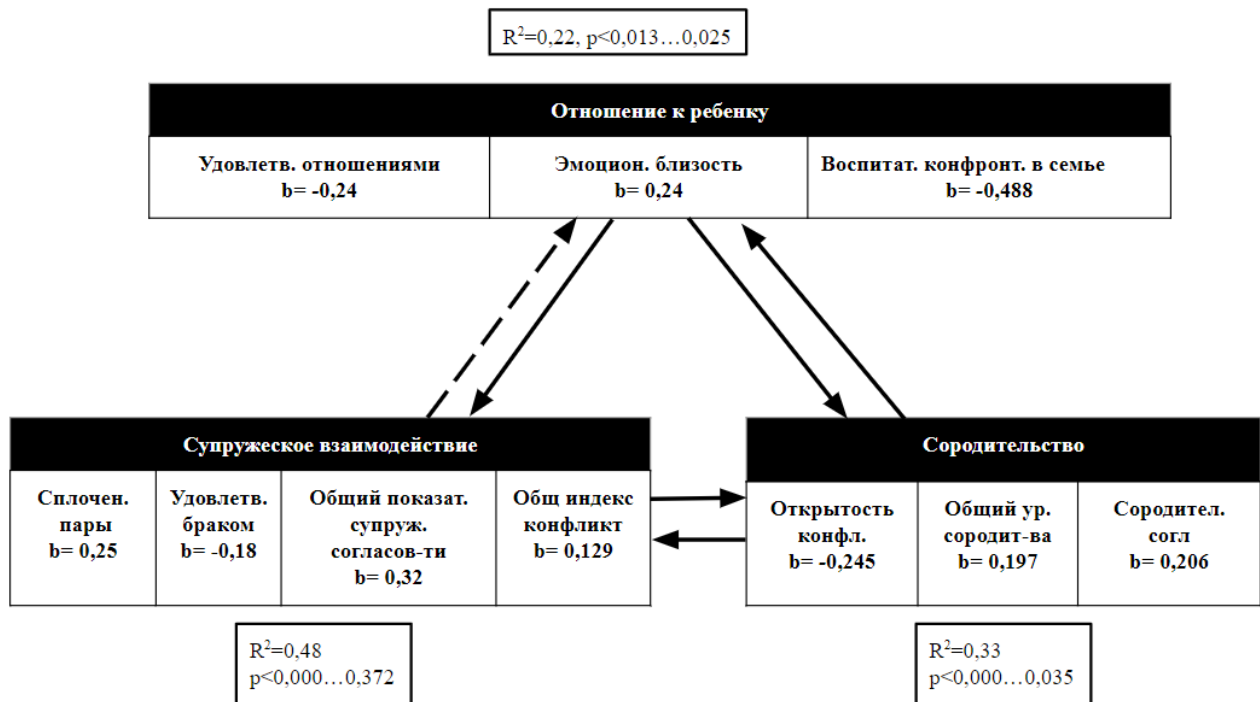 R²=0,22, p<0,013…0,025
Отношение к ребенку
Удовлетв. отношениями
b= -0,24
Эмоцион. близость
b= 0,24
Воспитат. конфронт. в семье
b= -0,488
Супружеское взаимодействие
Сплочен.
пары
b= 0,25
Удовлетв.
браком
b= -0,18
Общий показат.
супруж.
согласов-ти
b= 0,32
Общ индекс
конфликт
b= 0,129
Сородительство
Открытость
конфл.
b= -0,245
Общий ур.
сородит-ва
b= 0,197
Сородител.
согл
b= 0,206
R²=0,48
p<0,000…0,372
R²=0,33
p<0,000…0,035